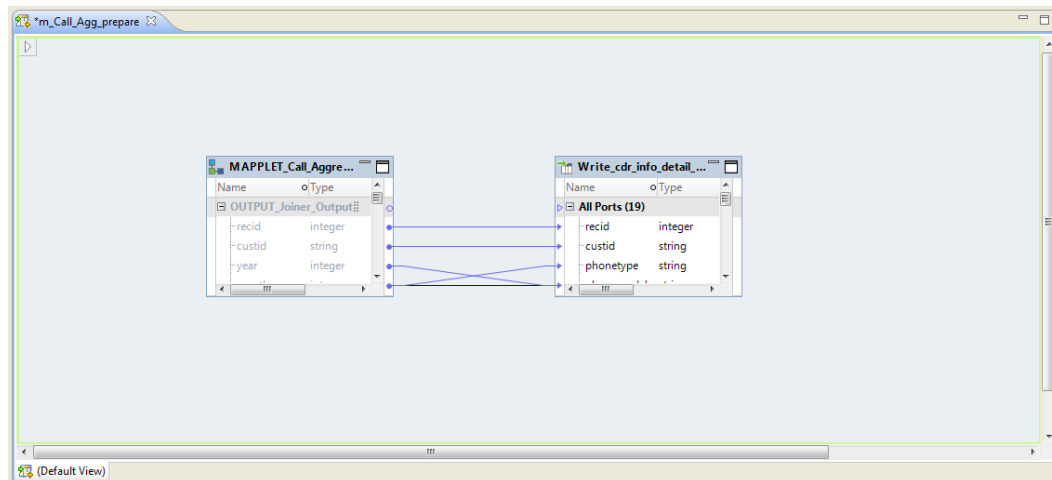 *m_Call_Agg_prepare
MAPPLET_Call_Aggre...
Name Type
OUTPUT_Joiner_Output
recid integer
custid string
year integer
Write_cdr_info_detail_...
Name Type
All Ports (19)
recid integer
custid string
phonetype string
(Default View)